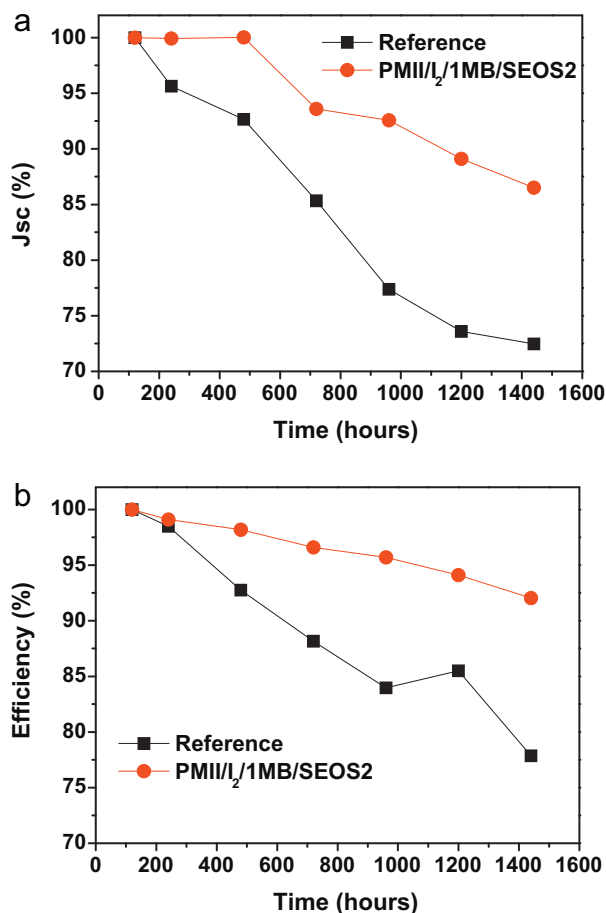 a
100
95
90
85
80
75
70
Jsc (%)
Reference
PMII/I₂/1MB/SEOS2
0 200 400 600 800 1000 1200 1400 1600
Time (hours)
b
100
95
90
85
80
75
70
Efficiency (%)
Reference
PMII/I₂/1MB/SEOS2
0 200 400 600 800 1000 1200 1400 1600
Time (hours)